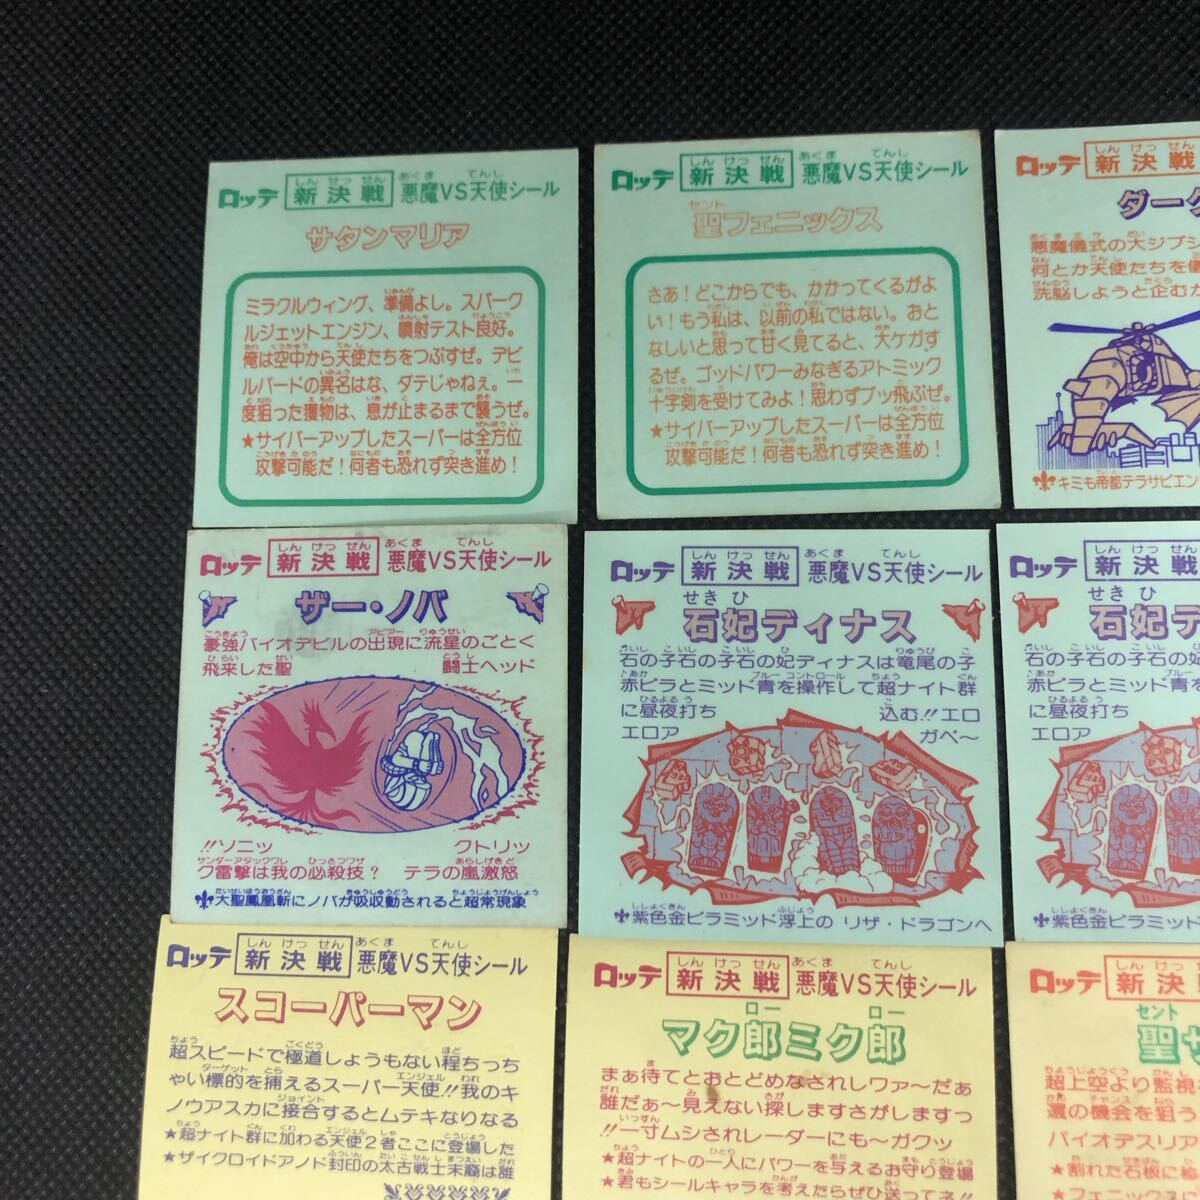 ロッテ 新決戦 悪魔VS天使シール
サタンマリア
ミラクルウィング、準備よし。スパーク
ルジェットエンジン、噴射テスト良好。
俺は空中から天使たちをつぶすぜ。デビ
ルバードの異名はな、ダテじゃねえ。一
度狙った獲物は、息が止まるまで襲うぜ。
★サイバーアップしたスーパーは全方位
攻撃可能だ!何者も恐れず突き進め!
ロッテ 新決戦 悪魔VS天使シール
聖フェニックス
さあ!どこからでも、かかってくるがよ
い!もう私は、以前の私ではない。おと
なしいと思って甘く見てると、大ケガす
るぜ。ゴッドパワーみなぎるアトミック
十字剣を受けてみよ!思わずブッ飛ぶぜ。
★サイバーアップしたスーパーは全方位
攻撃可能だ!何者も恐れず突き進め!
ロッテ 新決戦
ダーク
悪魔儀式の大ジプシ
何とか天使たちを
洗脳しようと企むか
キミも帝都テラサピエン
ロッテ 新決戦 悪魔VS天使シール
ザー・ノバ
豪強バイオデビルの出現に流星のごとく
飛来した聖 闘士ヘッド
!!ソニッ クトリッ
ク雷撃は我の必殺技? テラの嵐激怒
大聖鳳凰斬にノバが吸収動されると超常現象
ロッテ 新決戦 悪魔VS天使シール
石妃ディナス
石の子石の子石の妃ディナスは竜尾の子
赤ピラとミッド青を操作して超ナイト群
に昼夜打ち 込む!!エロ
エロア ガペ〜
紫色金ピラミッド浮上の リザ・ドラゴンヘ
ロッテ 新決戦
石妃デ
石の子石の子石の妃
赤ピラとミッド青を
に昼夜打ち
エロア
紫色金ピラミッド
ロッテ 新決戦 悪魔VS天使シール
スコーパーマン
超スピードで極道しょうもない程ちっち
ゃい標的を捕えるスーパー天使!!我のキ
ノウアスカに接合するとムテキなりなる
★超ナイト群に加わる天使2者ここに登場した
★ザイクロイドアノド封印の太古戦士末裔は誰
ロッテ 新決戦 悪魔VS天使シール
マク郎ミク郎
まぁ待てとおとどめなされしワァ〜だぁ
誰だぁ〜見えない探しますさがしますっ
!!一寸ムシされレーダーにも〜ガクッ
★超ナイトの一人にパワーを与えるお守り登場
★君もシールキャラを考えたらぜひ送ってネ!!
ロッテ 新決戦
聖サ
超上空より監視
還の機会を狙う
バイオデスリア
★割れた石板に